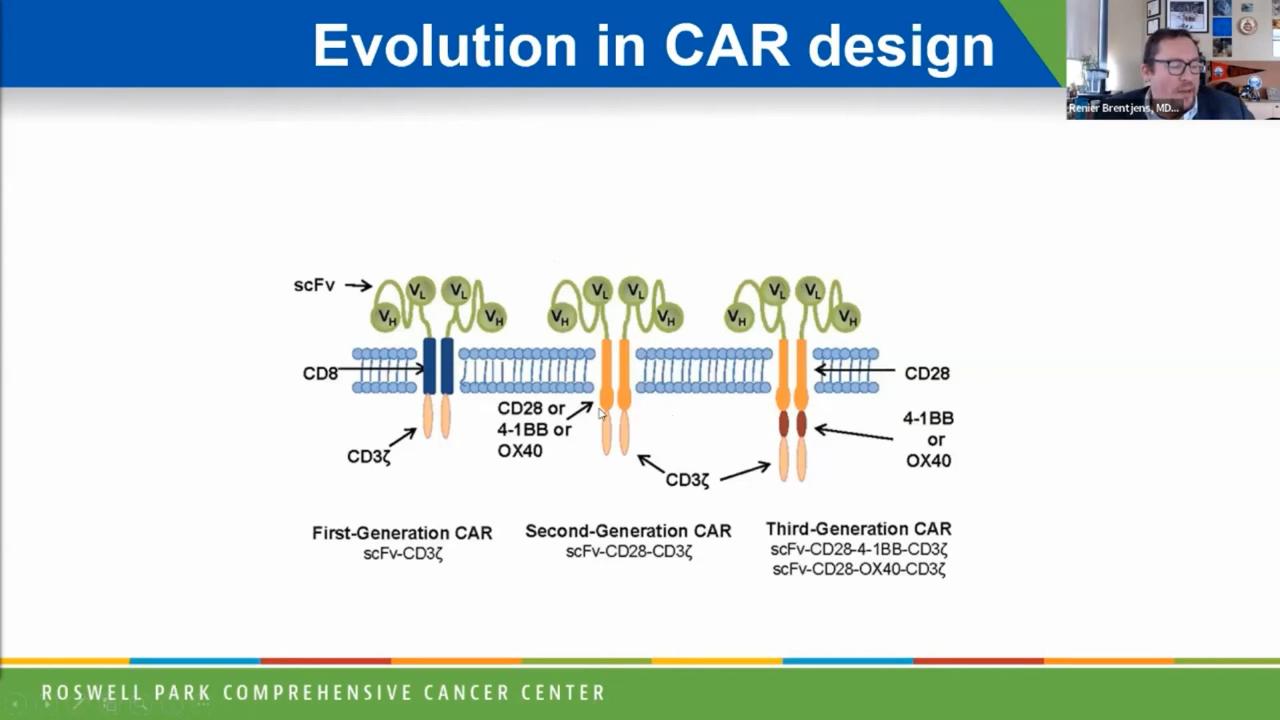 Evolution in CAR design
Renier Brentjens, MD...
scFv
VH
VL
VL
VH
VH
VL
VL
VH
VH
VL
VL
VH
CD8
CD28
CD28 or
4-1BB or
OX40
4-1BB
or
OX40
CD3ζ
CD3ζ
First-Generation CAR
scFv-CD3ζ
Second-Generation CAR
scFv-CD28-CD3ζ
Third-Generation CAR
scFv-CD28-4-1BB-CD3ζ
scFv-CD28-OX40-CD3ζ
ROSWELL PARK COMPREHENSIVE CANCER CENTER